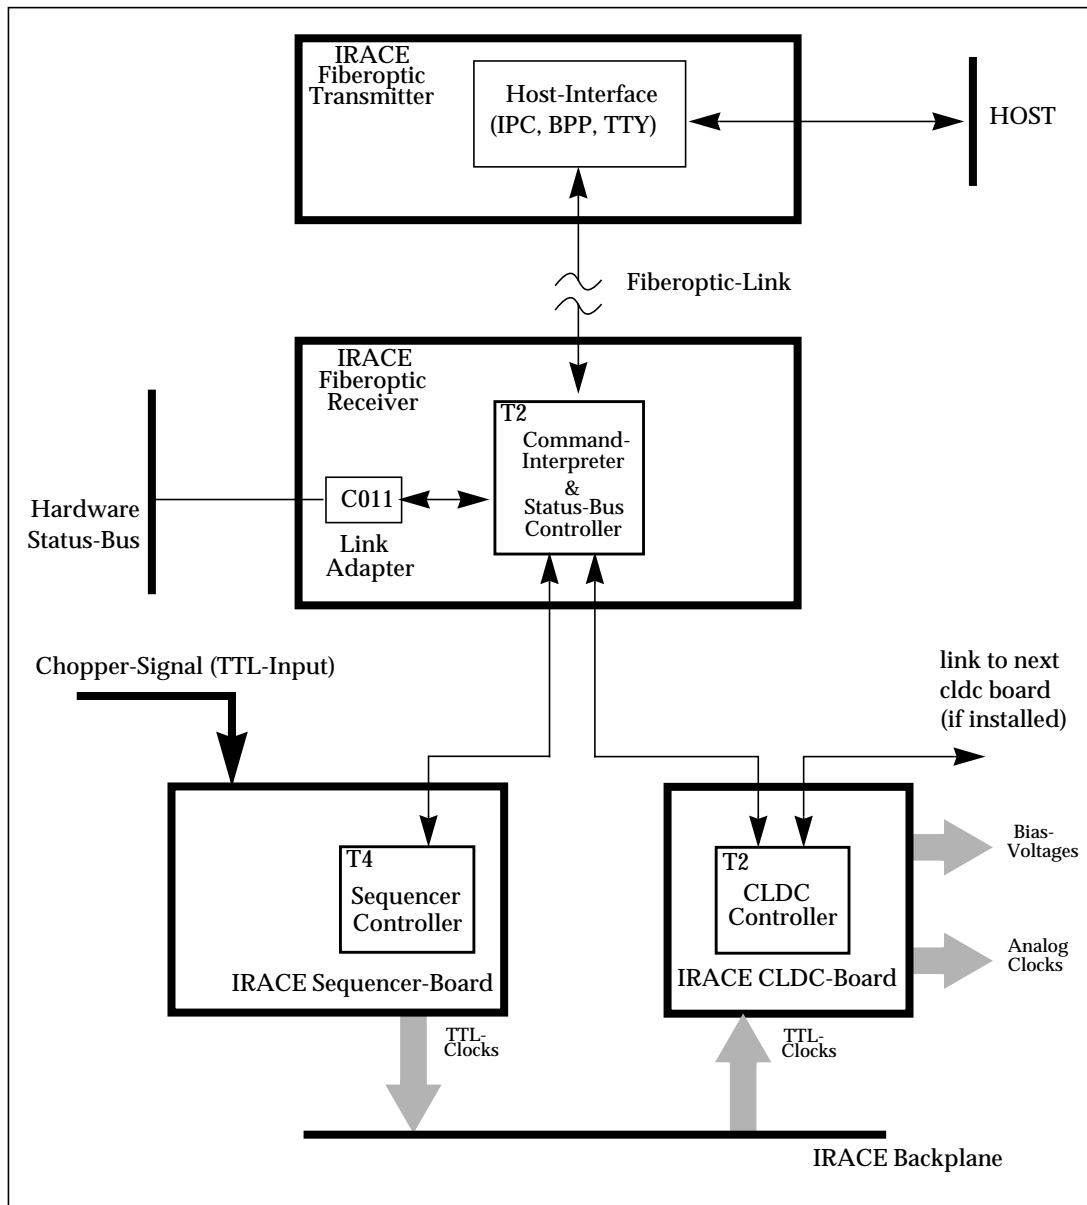 IRACE
Fiberoptic
Transmitter
Host-Interface
(IPC, BPP, TTY)
HOST
Fiberoptic-Link
IRACE
Fiberoptic
Receiver
T2
Command-
Interpreter
&
Status-Bus
Controller
C011
Link
Adapter
Hardware
Status-Bus
Chopper-Signal (TTL-Input)
link to next
cldc board
(if installed)
T4
Sequencer
Controller
IRACE Sequencer-Board
T2
CLDC
Controller
IRACE CLDC-Board
Bias-
Voltages
Analog
Clocks
TTL-
Clocks
TTL-
Clocks
IRACE Backplane